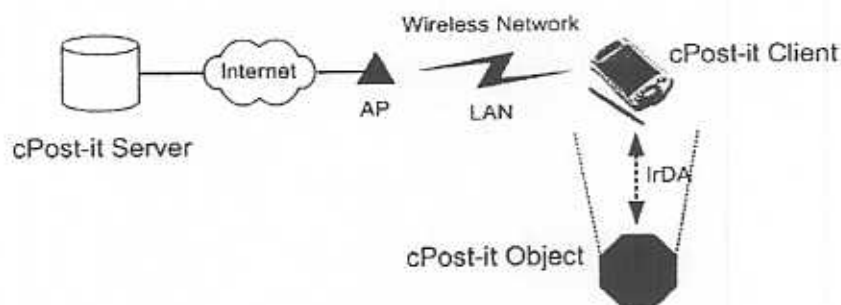 Wireless Network
cPost-it Client
Internet
AP
LAN
cPost-it Server
IrDA
cPost-it Object